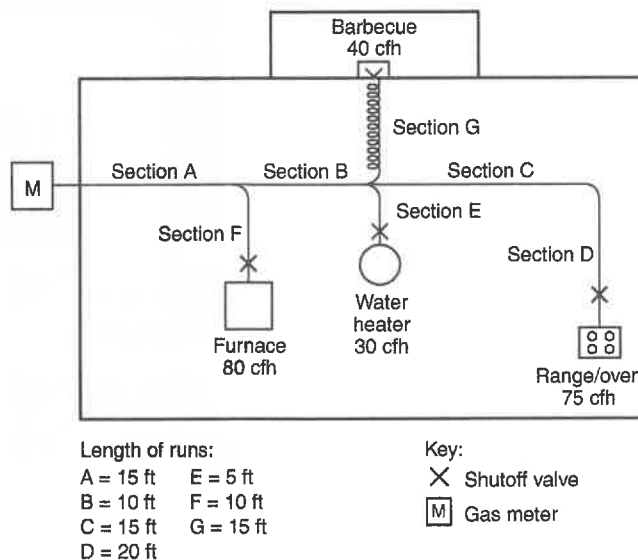 Barbecue
40 cfh
Section G
Section A
Section B
Section C
M
Section E
Section F
Section D
Water
heater
30 cfh
Furnace
80 cfh
Range/oven
75 cfh
Length of runs:
A = 15 ft E = 5 ft
B = 10 ft F = 10 ft
C = 15 ft G = 15 ft
D = 20 ft
Key:
Shutoff valve
M Gas meter